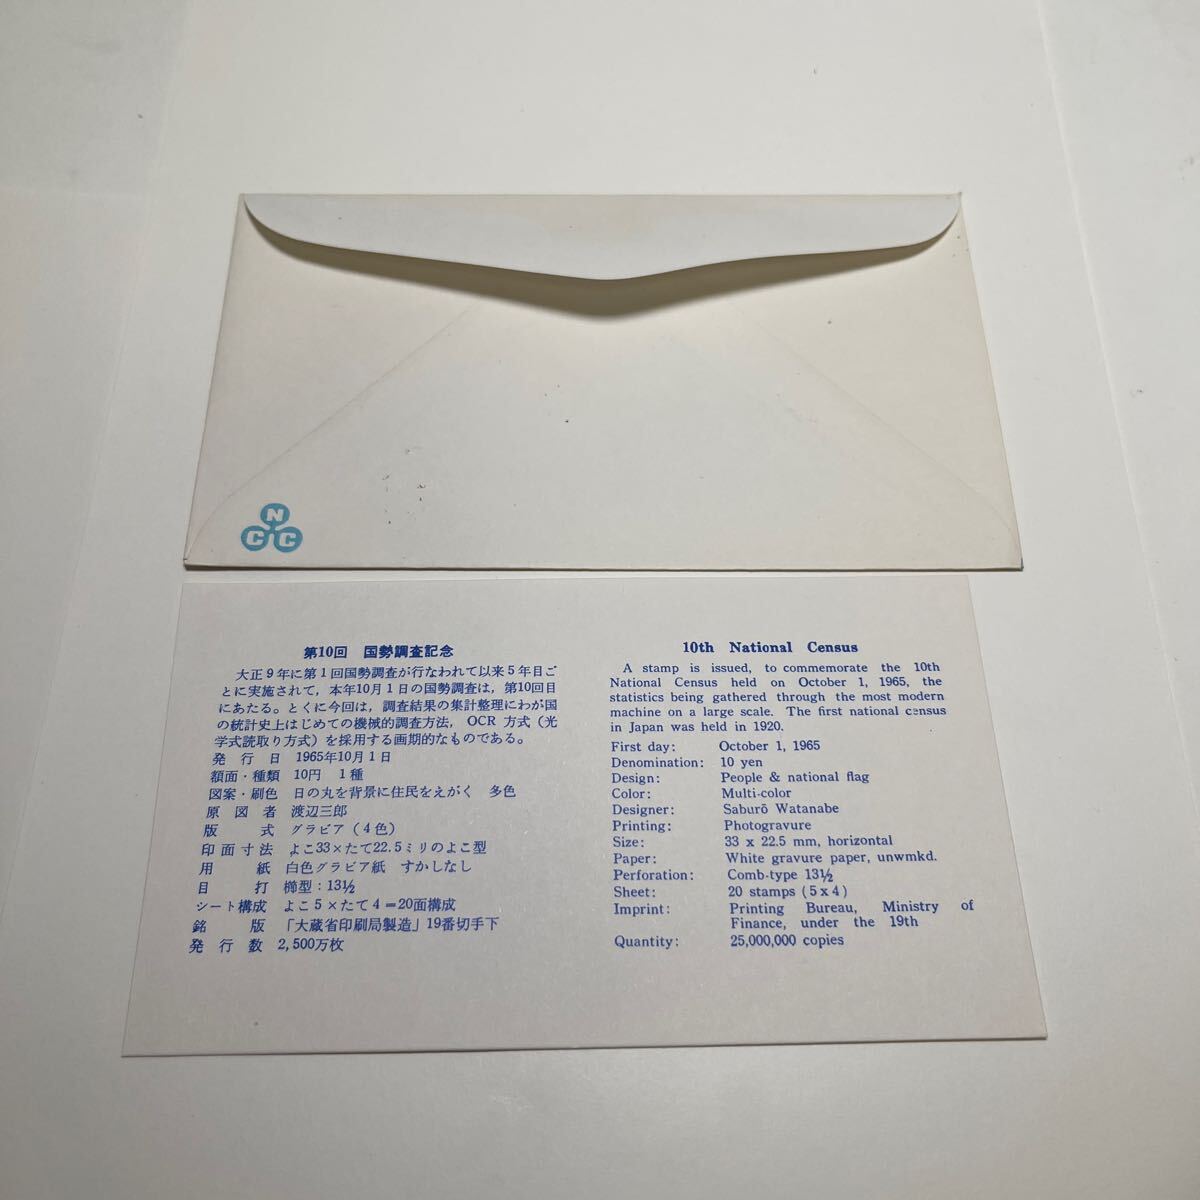 N
C C
第10回 国勢調査記念
大正9年に第1回国勢調査が行なわれて以来5年目ご
とに実施されて，本年10月1日の国勢調査は，第10回目
にあたる。とくに今回は，調査結果の集計整理にわが国
の統計史上はじめての機械的調査方法，OCR 方式（光
学式読取り方式）を採用する画期的なものである。
発行日 1965年10月1日
額面・種類 10円 1種
図案・刷色 日の丸を背景に住民をえがく 多色
原図者 渡辺三郎
版式 グラビア（4色）
印面寸法 よこ33×たて22.5ミリのよこ型
用紙 白色グラビア紙 すかしなし
目打 櫛型：13½
シート構成 よこ5×たて4＝20面構成
銘版 「大蔵省印刷局製造」19番切手下
発行数 2,500万枚
10th National Census
A stamp is issued, to commemorate the 10th
National Census held on October 1, 1965, the
statistics being gathered through the most modern
machine on a large scale. The first national census
in Japan was held in 1920.
First day: October 1, 1965
Denomination: 10 yen
Design: People & national flag
Color: Multi-color
Designer: Saburō Watanabe
Printing: Photogravure
Size: 33 x 22.5 mm, horizontal
Paper: White gravure paper, unwmkd.
Perforation: Comb-type 13½
Sheet: 20 stamps (5 x 4)
Imprint: Printing Bureau, Ministry of
Finance, under the 19th
Quantity: 25,000,000 copies